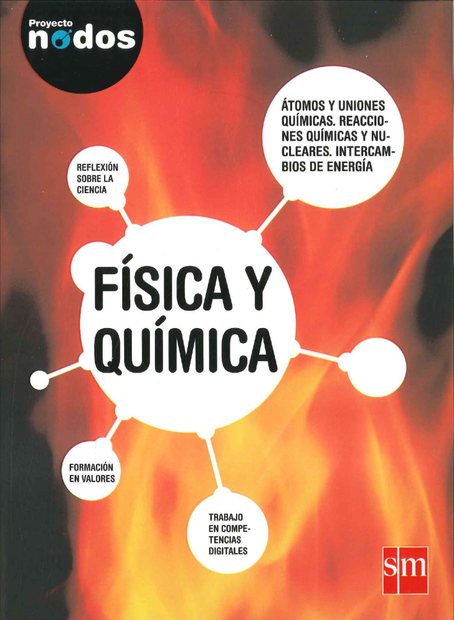 Proyecto
nodos
ÁTOMOS Y UNIONES
QUÍMICAS. REACCIO-
NES QUÍMICAS Y NU-
CLEARES. INTERCAM-
BIOS DE ENERGÍA
REFLEXIÓN
SOBRE LA
CIENCIA
FÍSICA Y
QUÍMICA
FORMACIÓN
EN VALORES
TRABAJO
EN COMPE-
TENCIAS
DIGITALES
sm